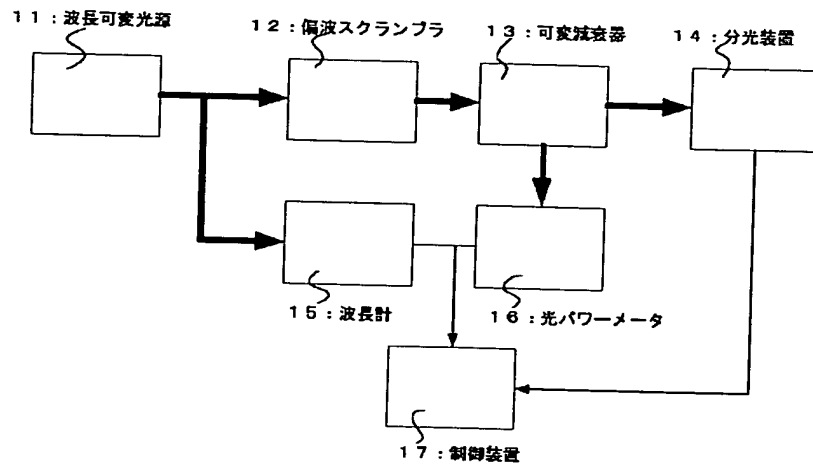 11:波長可変光源
12:偏波スクランブラ
13:可変減衰器
14:分光装置
15:波長計
16:光パワーメータ
17:制御装置